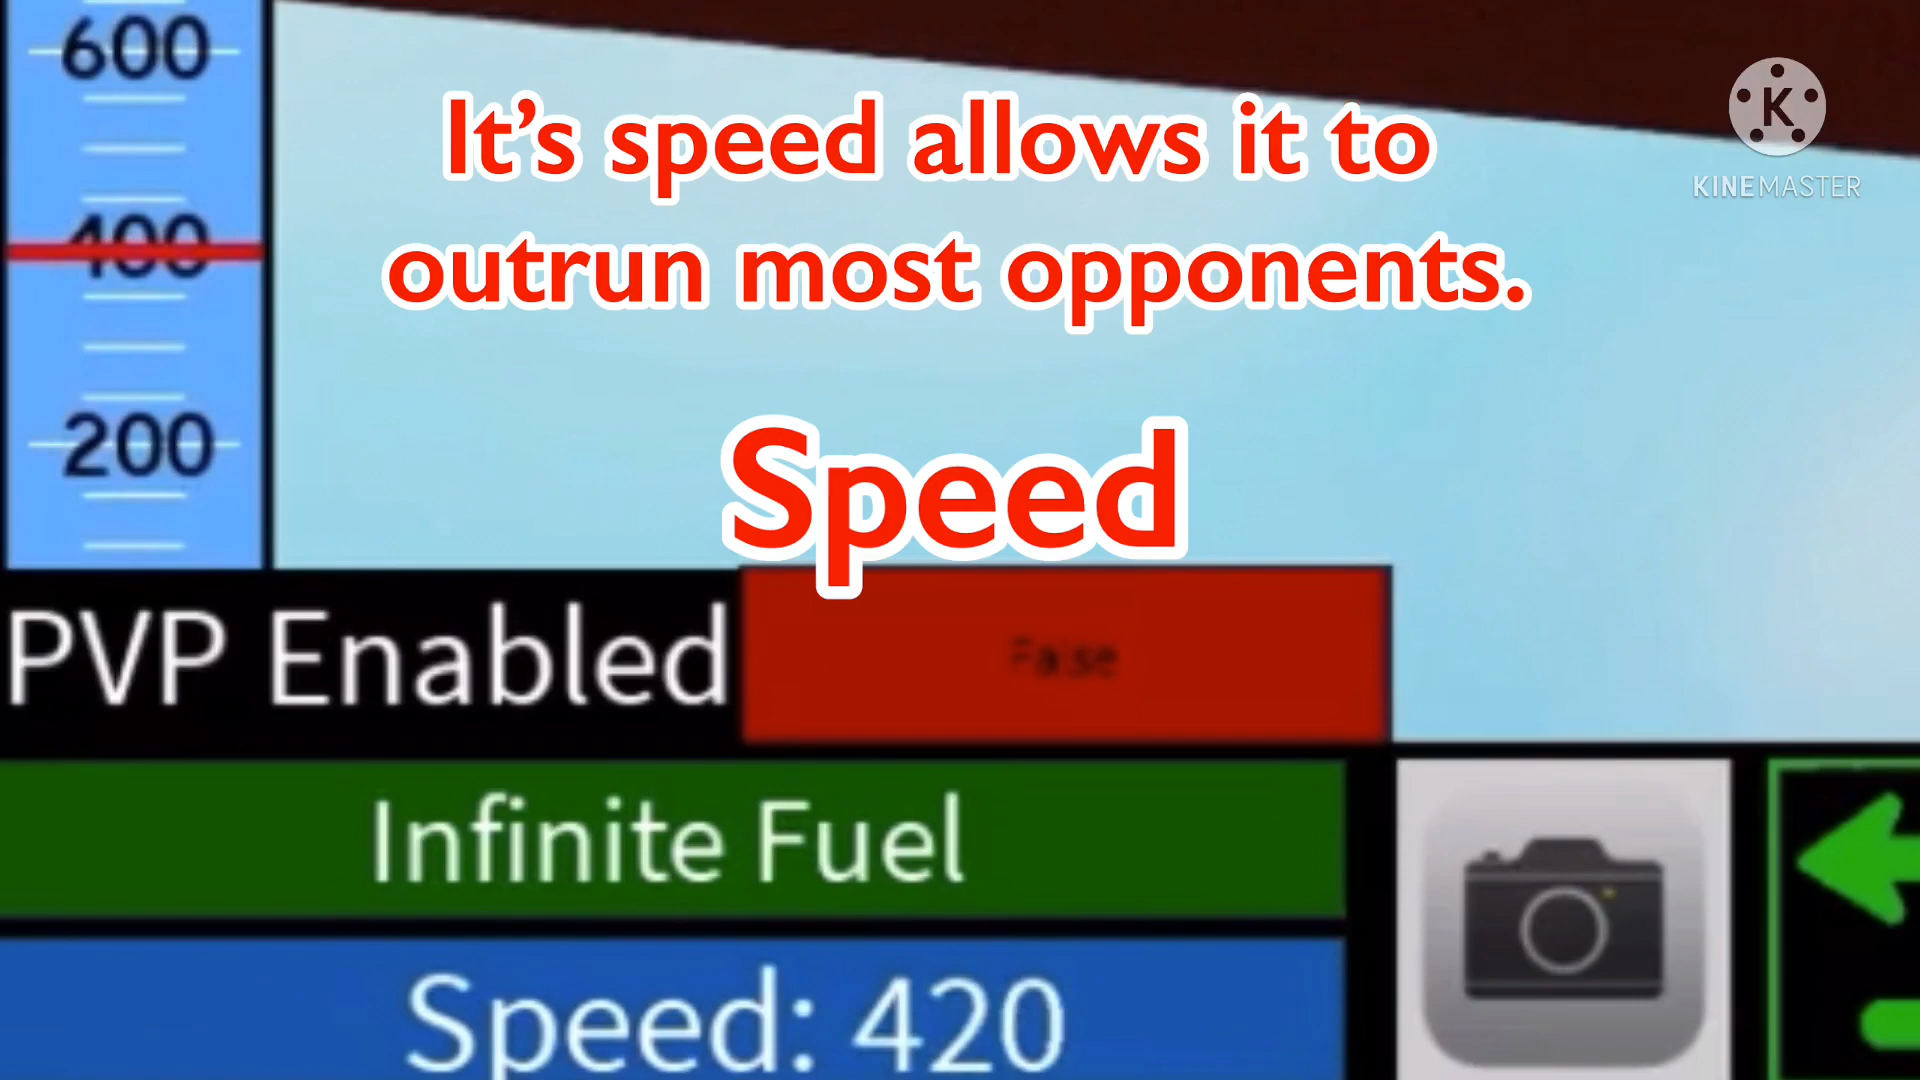 600
400
200
It's speed allows it to
outrun most opponents.
Speed
K
KINEMASTER
PVP Enabled
False
Infinite Fuel
Speed: 420